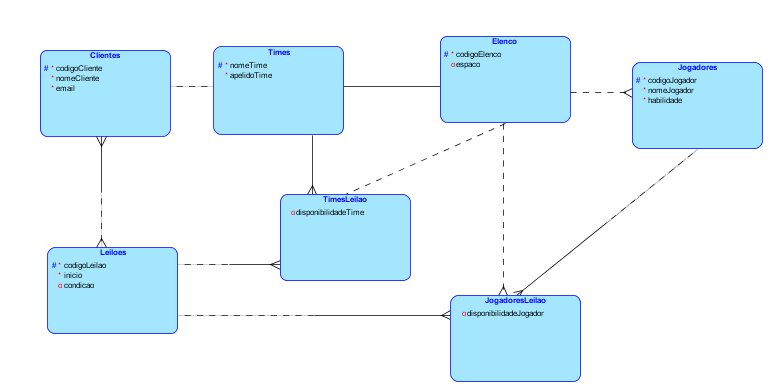 Clientes
# * codigoCliente
* nomeCliente
* email
Times
# * nomeTime
* apelidoTime
Elenco
# * codigoElenco
o espaco
Jogadores
# * codigoJogador
* nomeJogador
* habilidade
TimesLeilao
o disponibilidadeTime
Leiloes
# * codigoLeilao
* inicio
o condicao
JogadoresLeilao
o disponibilidadeJogador